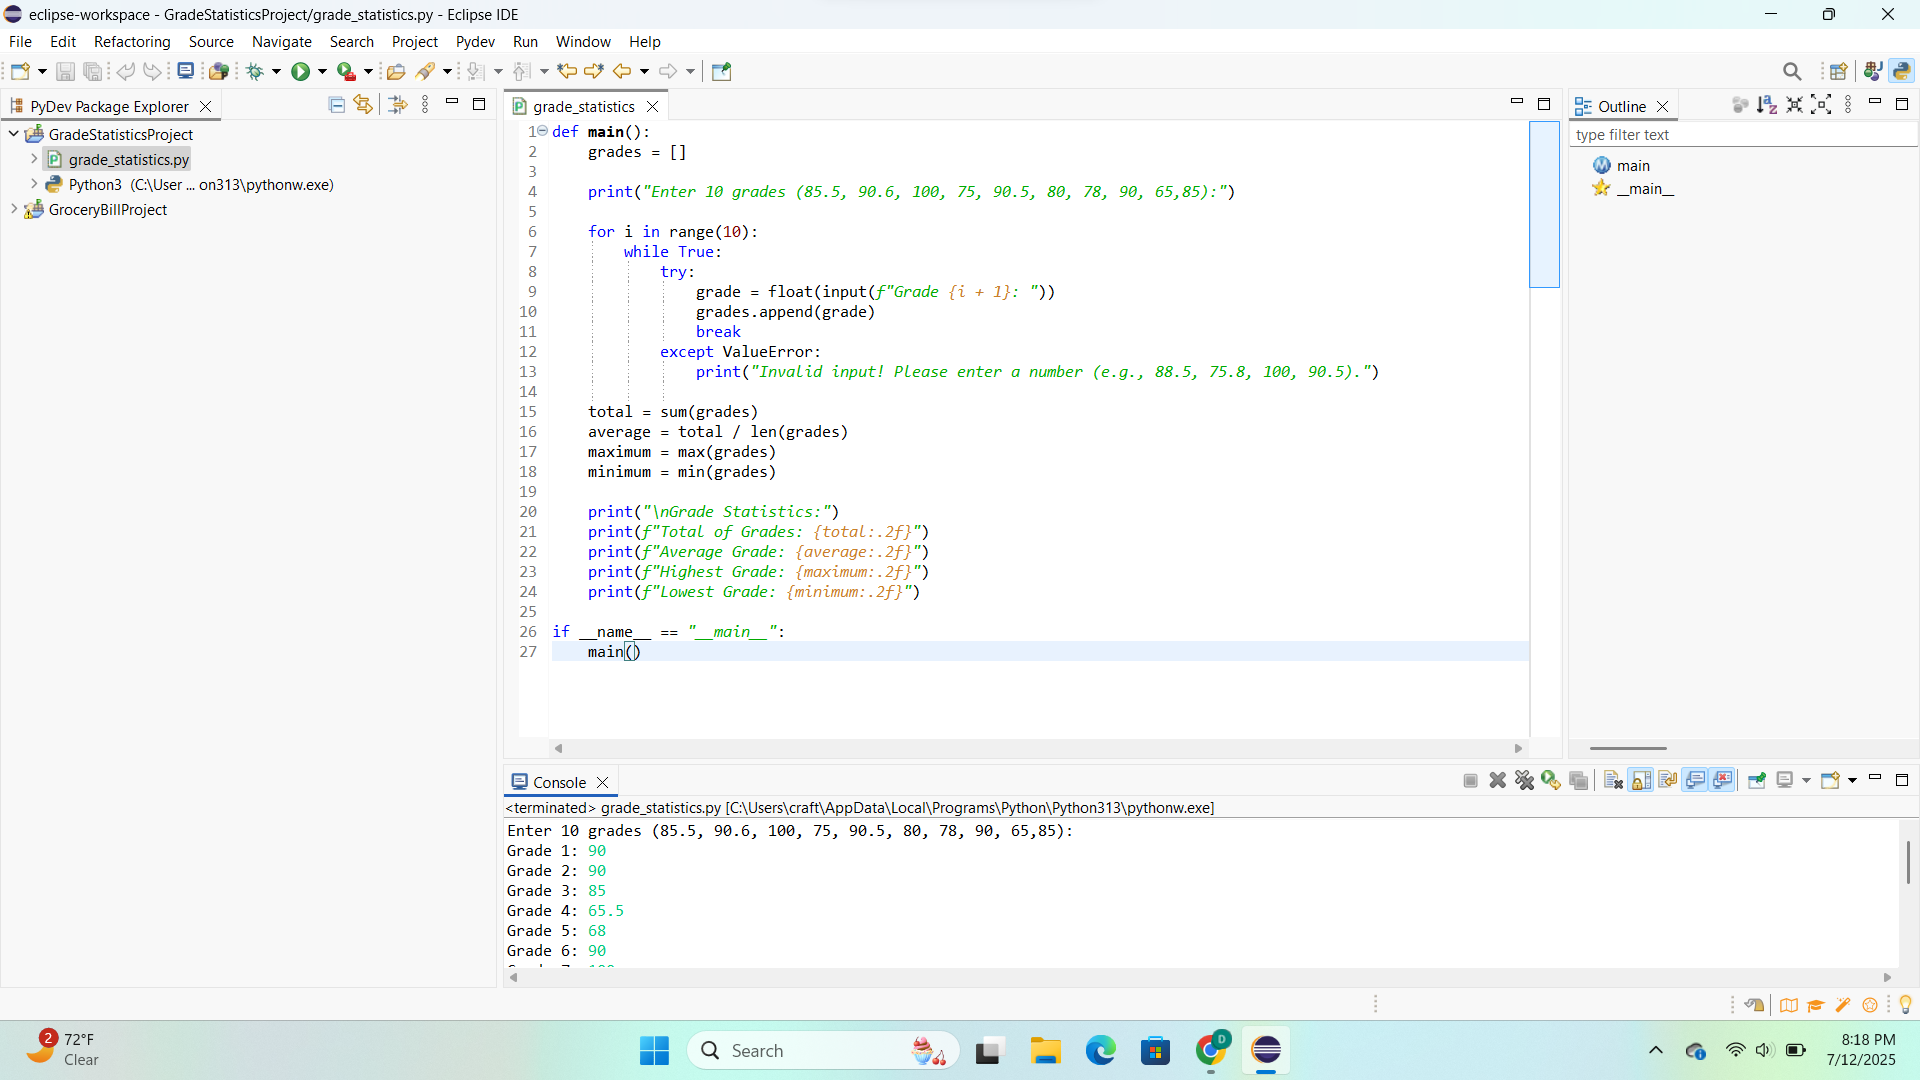 eclipse-workspace - GradeStatisticsProject/grade_statistics.py - Eclipse IDE
File Edit Refactoring Source Navigate Search Project Pydev Run Window Help
PyDev Package Explorer
GradeStatisticsProject
grade_statistics.py
Python3 (C:\User ... on313\pythonw.exe)
GroceryBillProject
grade_statistics
1 def main():
2 grades = []
3
4 print("Enter 10 grades (85.5, 90.6, 100, 75, 90.5, 80, 78, 90, 65,85):")
5
6 for i in range(10):
7 while True:
8 try:
9 grade = float(input(f"Grade {i + 1}: "))
10 grades.append(grade)
11 break
12 except ValueError:
13 print("Invalid input! Please enter a number (e.g., 88.5, 75.8, 100, 90.5).")
14
15 total = sum(grades)
16 average = total / len(grades)
17 maximum = max(grades)
18 minimum = min(grades)
19
20 print("\nGrade Statistics:")
21 print(f"Total of Grades: {total:.2f}")
22 print(f"Average Grade: {average:.2f}")
23 print(f"Highest Grade: {maximum:.2f}")
24 print(f"Lowest Grade: {minimum:.2f}")
25
26 if __name__ == "__main__":
27 main()
Outline
type filter text
main
__main__
Console
<terminated> grade_statistics.py [C:\Users\craft\AppData\Local\Programs\Python\Python313\pythonw.exe]
Enter 10 grades (85.5, 90.6, 100, 75, 90.5, 80, 78, 90, 65,85):
Grade 1: 90
Grade 2: 90
Grade 3: 85
Grade 4: 65.5
Grade 5: 68
Grade 6: 90
2
72°F
Clear
Search
D
8:18 PM
7/12/2025